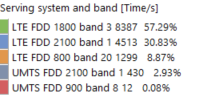 Serving system and band [Time/s]
LTE FDD 1800 band 3 8387 57.29%
LTE FDD 2100 band 1 4513 30.83%
LTE FDD 800 band 20 1299 8.87%
UMTS FDD 2100 band 1 430 2.93%
UMTS FDD 900 band 8 12 0.08%